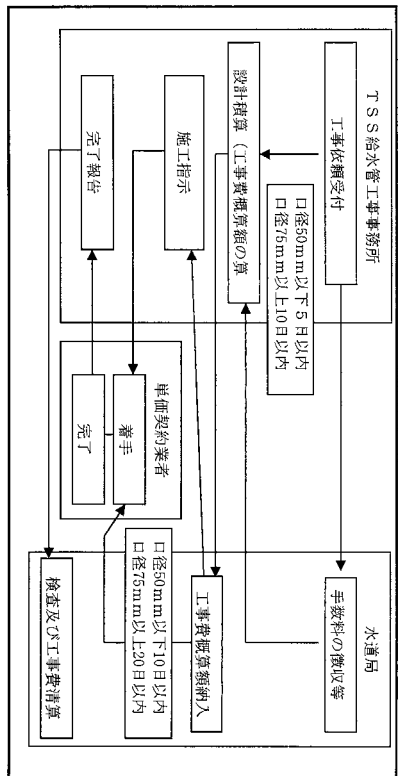 TSS給水管工事事務所
工事依頼受付
口径50mm以下5日以内
口径75mm以上10日以内
設計積算（工事費概算額の算
施工指示
完了報告
単価契約業者
着手
完了
水道局
手数料の徴収等
工事費概算額納入
口径50mm以下10日以内
口径75mm以上20日以内
検査及び工事費清算